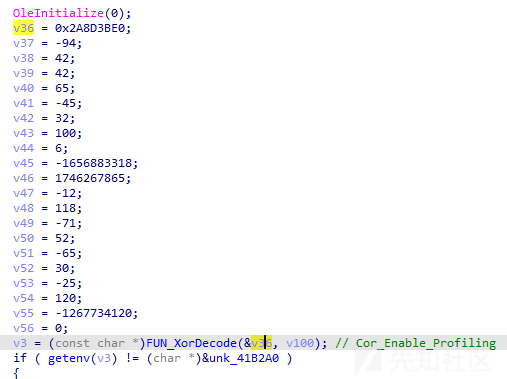 OleInitialize(0);
v36 = 0x2A8D3BE0;
v37 = -94;
v38 = 42;
v39 = 42;
v40 = 65;
v41 = -45;
v42 = 32;
v43 = 100;
v44 = 6;
v45 = -1656883318;
v46 = 1746267865;
v47 = -12;
v48 = 118;
v49 = -71;
v50 = 52;
v51 = -65;
v52 = 30;
v53 = -25;
v54 = 120;
v55 = -1267734120;
v56 = 0;
v3 = (const char *)FUN_XorDecode(&v36, v100); // Cor_Enable_Profiling
if ( getenv(v3) != (char *)&unk_41B2A0 )
{
先知社区